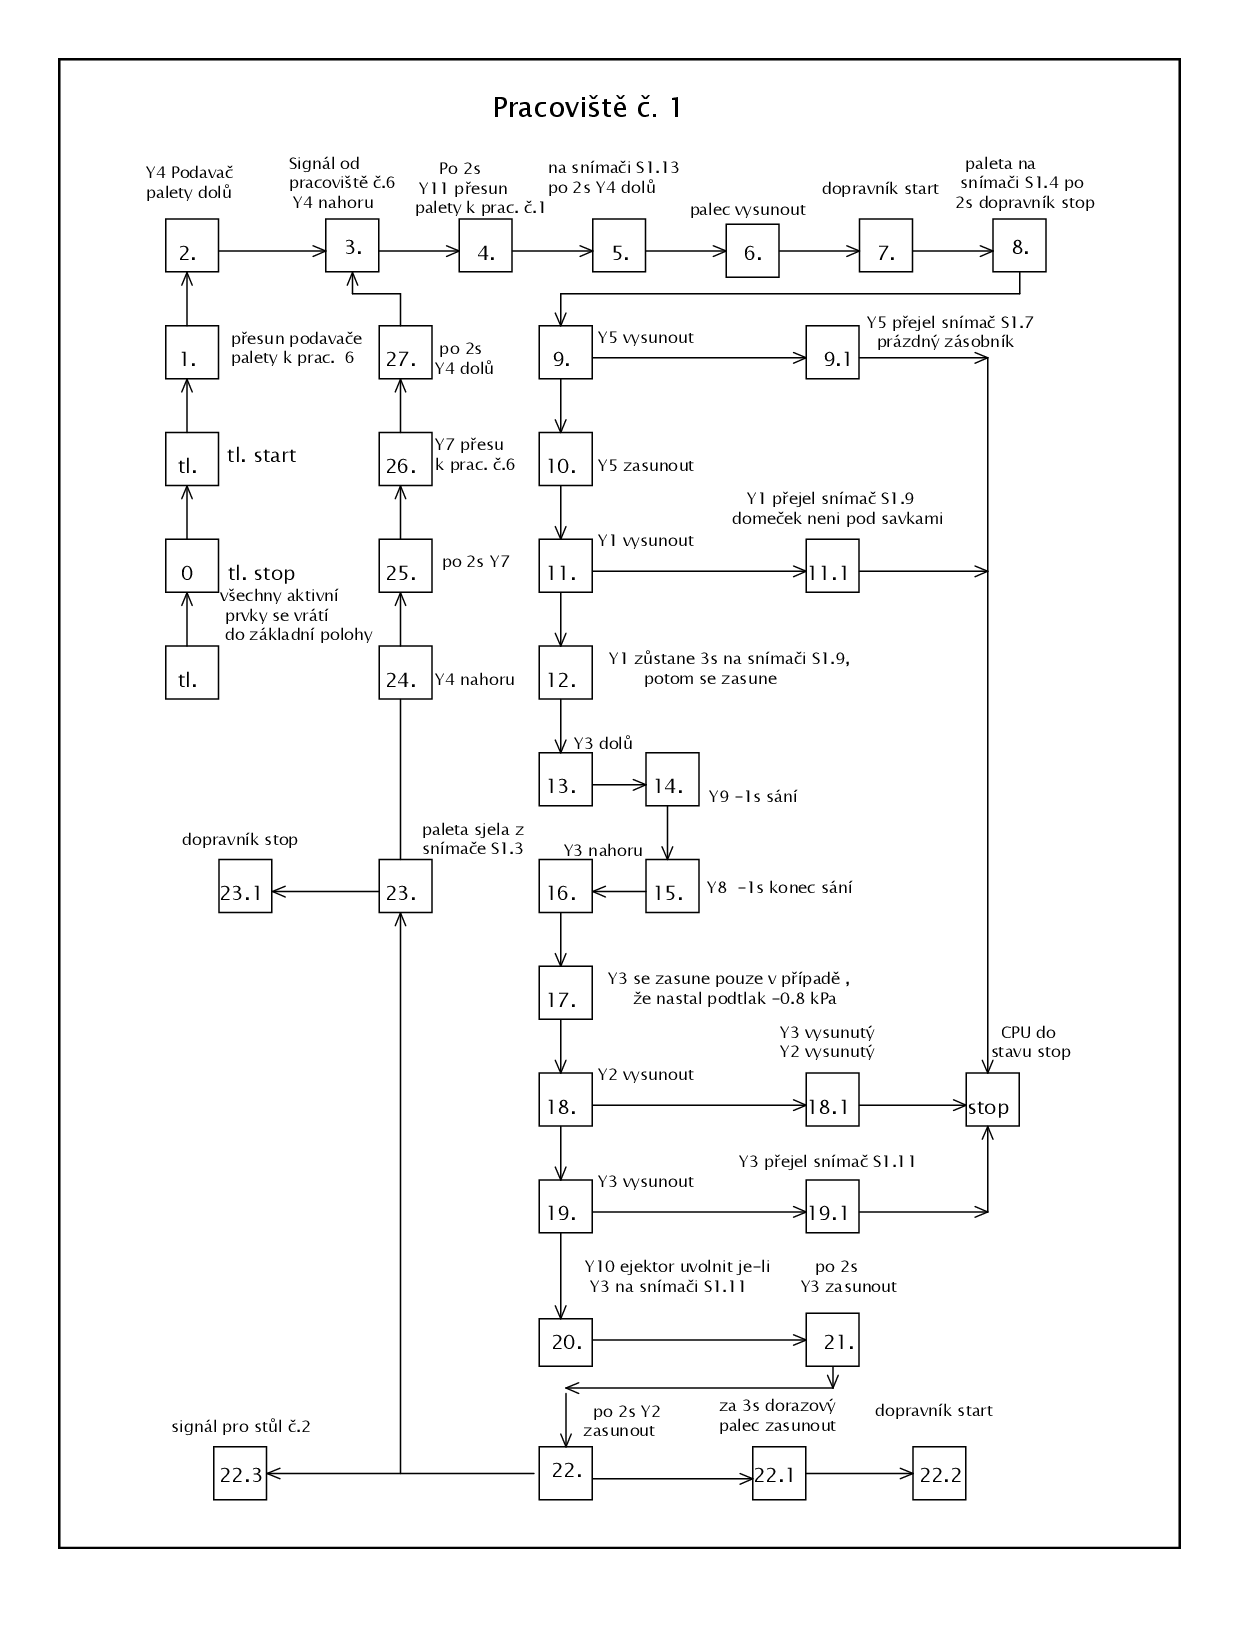 Pracoviště č. 1
Y4 Podavač
palety dolů
2.
Signál od
pracoviště č.6
Y4 nahoru
3.
Po 2s
Y11 přesun
palety k prac. č.1
4.
na snímači S1.13
po 2s Y4 dolů
5.
palec vysunout
6.
dopravník start
7.
paleta na
snímači S1.4 po
2s dopravník stop
8.
1.
přesun podavače
palety k prac. 6
27.
po 2s
Y4 dolů
9.
Y5 vysunout
9.1
Y5 přejel snímač S1.7
prázdný zásobník
tl.
tl. start
26.
Y7 přesu
k prac. č.6
10.
Y5 zasunout
Y1 přejel snímač S1.9
domeček neni pod savkami
0
tl. stop
všechny aktivní
prvky se vrátí
do základní polohy
25.
po 2s Y7
11.
Y1 vysunout
11.1
tl.
24.
Y4 nahoru
12.
Y1 zůstane 3s na snímači S1.9,
potom se zasune
Y3 dolů
13.
14.
Y9 -1s sání
dopravník stop
23.1
paleta sjela z
snímače S1.3
23.
Y3 nahoru
16.
15.
Y8 -1s konec sání
17.
Y3 se zasune pouze v případě ,
že nastal podtlak -0.8 kPa
Y3 vysunutý
Y2 vysunutý
CPU do
stavu stop
18.
Y2 vysunout
18.1
stop
Y3 přejel snímač S1.11
19.
Y3 vysunout
19.1
Y10 ejektor uvolnit je-li
Y3 na snímači S1.11
po 2s
Y3 zasunout
20.
21.
signál pro stůl č.2
po 2s Y2
zasunout
za 3s dorazový
palec zasunout
dopravník start
22.3
22.
22.1
22.2